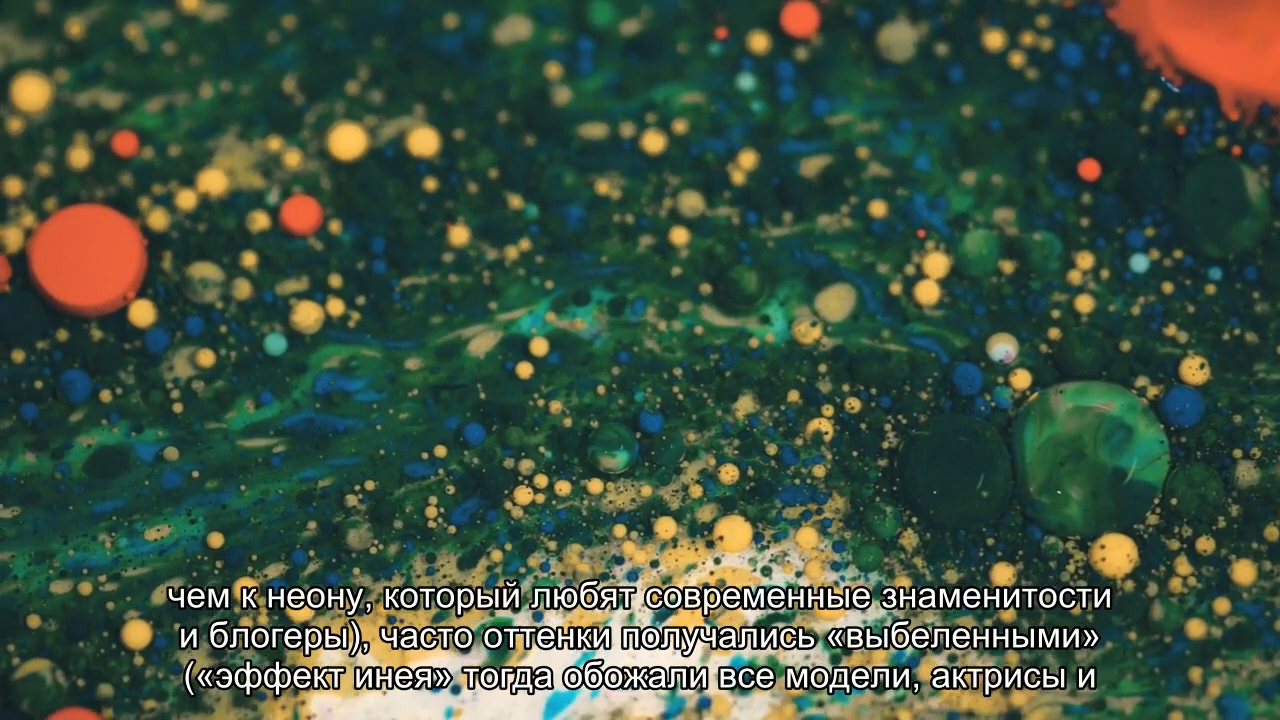 чем к неону, который любят современные знаменитости
и блогеры), часто оттенки получались «выбеленными»
(«эффект инея» тогда обожали все модели, актрисы и